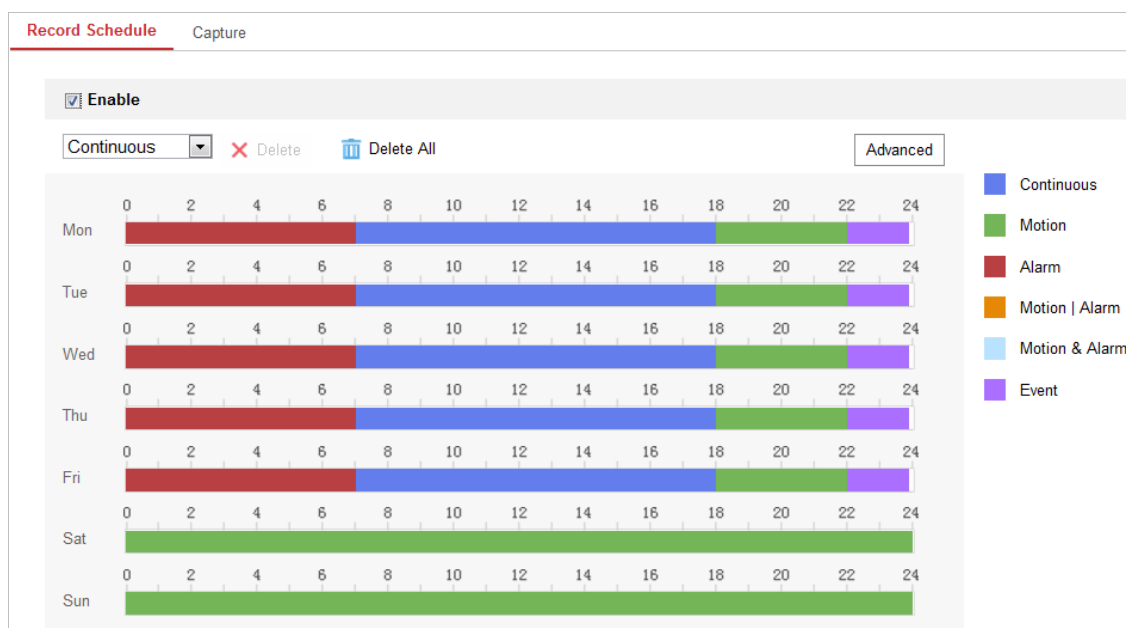 Record Schedule Capture
Enable
Continuous Delete Delete All Advanced
0 2 4 6 8 10 12 14 16 18 20 22 24
Mon
0 2 4 6 8 10 12 14 16 18 20 22 24
Tue
0 2 4 6 8 10 12 14 16 18 20 22 24
Wed
0 2 4 6 8 10 12 14 16 18 20 22 24
Thu
0 2 4 6 8 10 12 14 16 18 20 22 24
Fri
0 2 4 6 8 10 12 14 16 18 20 22 24
Sat
0 2 4 6 8 10 12 14 16 18 20 22 24
Sun
Continuous
Motion
Alarm
Motion | Alarm
Motion & Alarm
Event